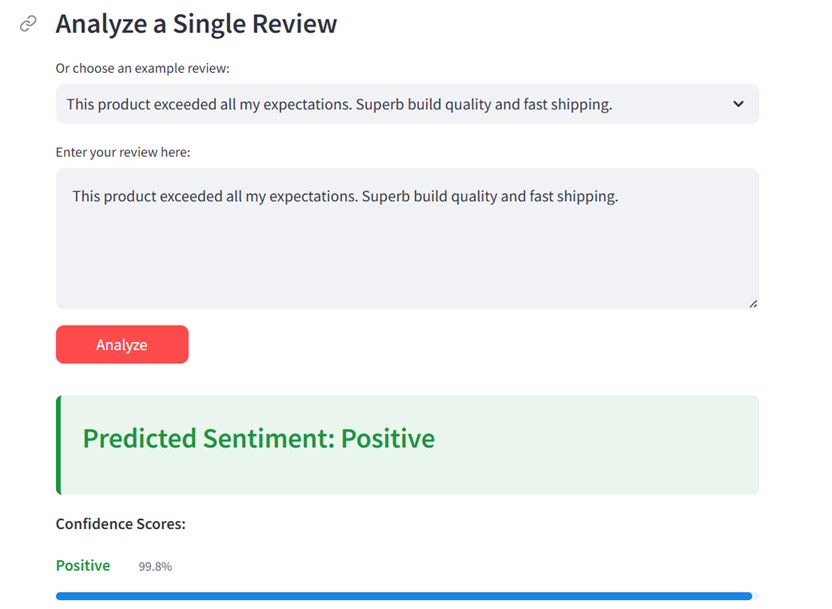 Analyze a Single Review
Or choose an example review:
This product exceeded all my expectations. Superb build quality and fast shipping.
Enter your review here:
This product exceeded all my expectations. Superb build quality and fast shipping.
Analyze
Predicted Sentiment: Positive
Confidence Scores:
Positive 99.8%